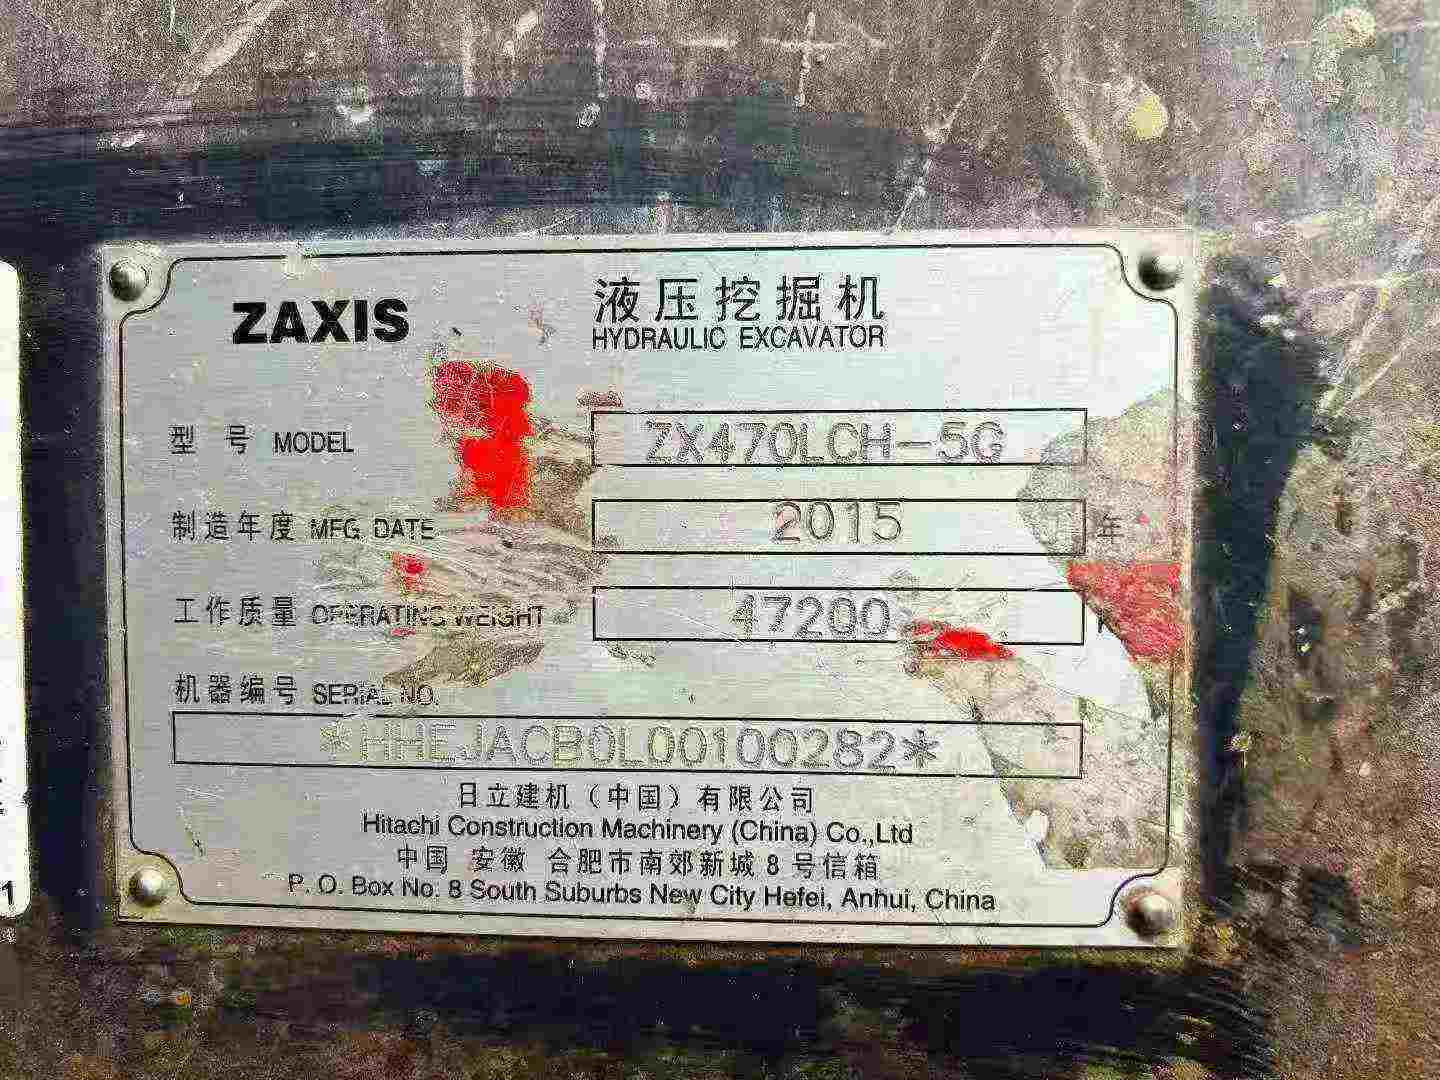 ZAXIS
液压挖掘机
HYDRAULIC EXCAVATOR
型号 MODEL ZX470LCH-5G
制造年度 MFG DATE 2015 年
工作质量 OPERATING WEIGHT 47200
机器编号 SERIAL NO.
*HHEJACB0L00100282*
日立建机（中国）有限公司
Hitachi Construction Machinery (China) Co.,Ltd
中国 安徽 合肥市南郊新城 8 号信箱
P. O. Box No. 8 South Suburbs New City Hefei, Anhui, China
1